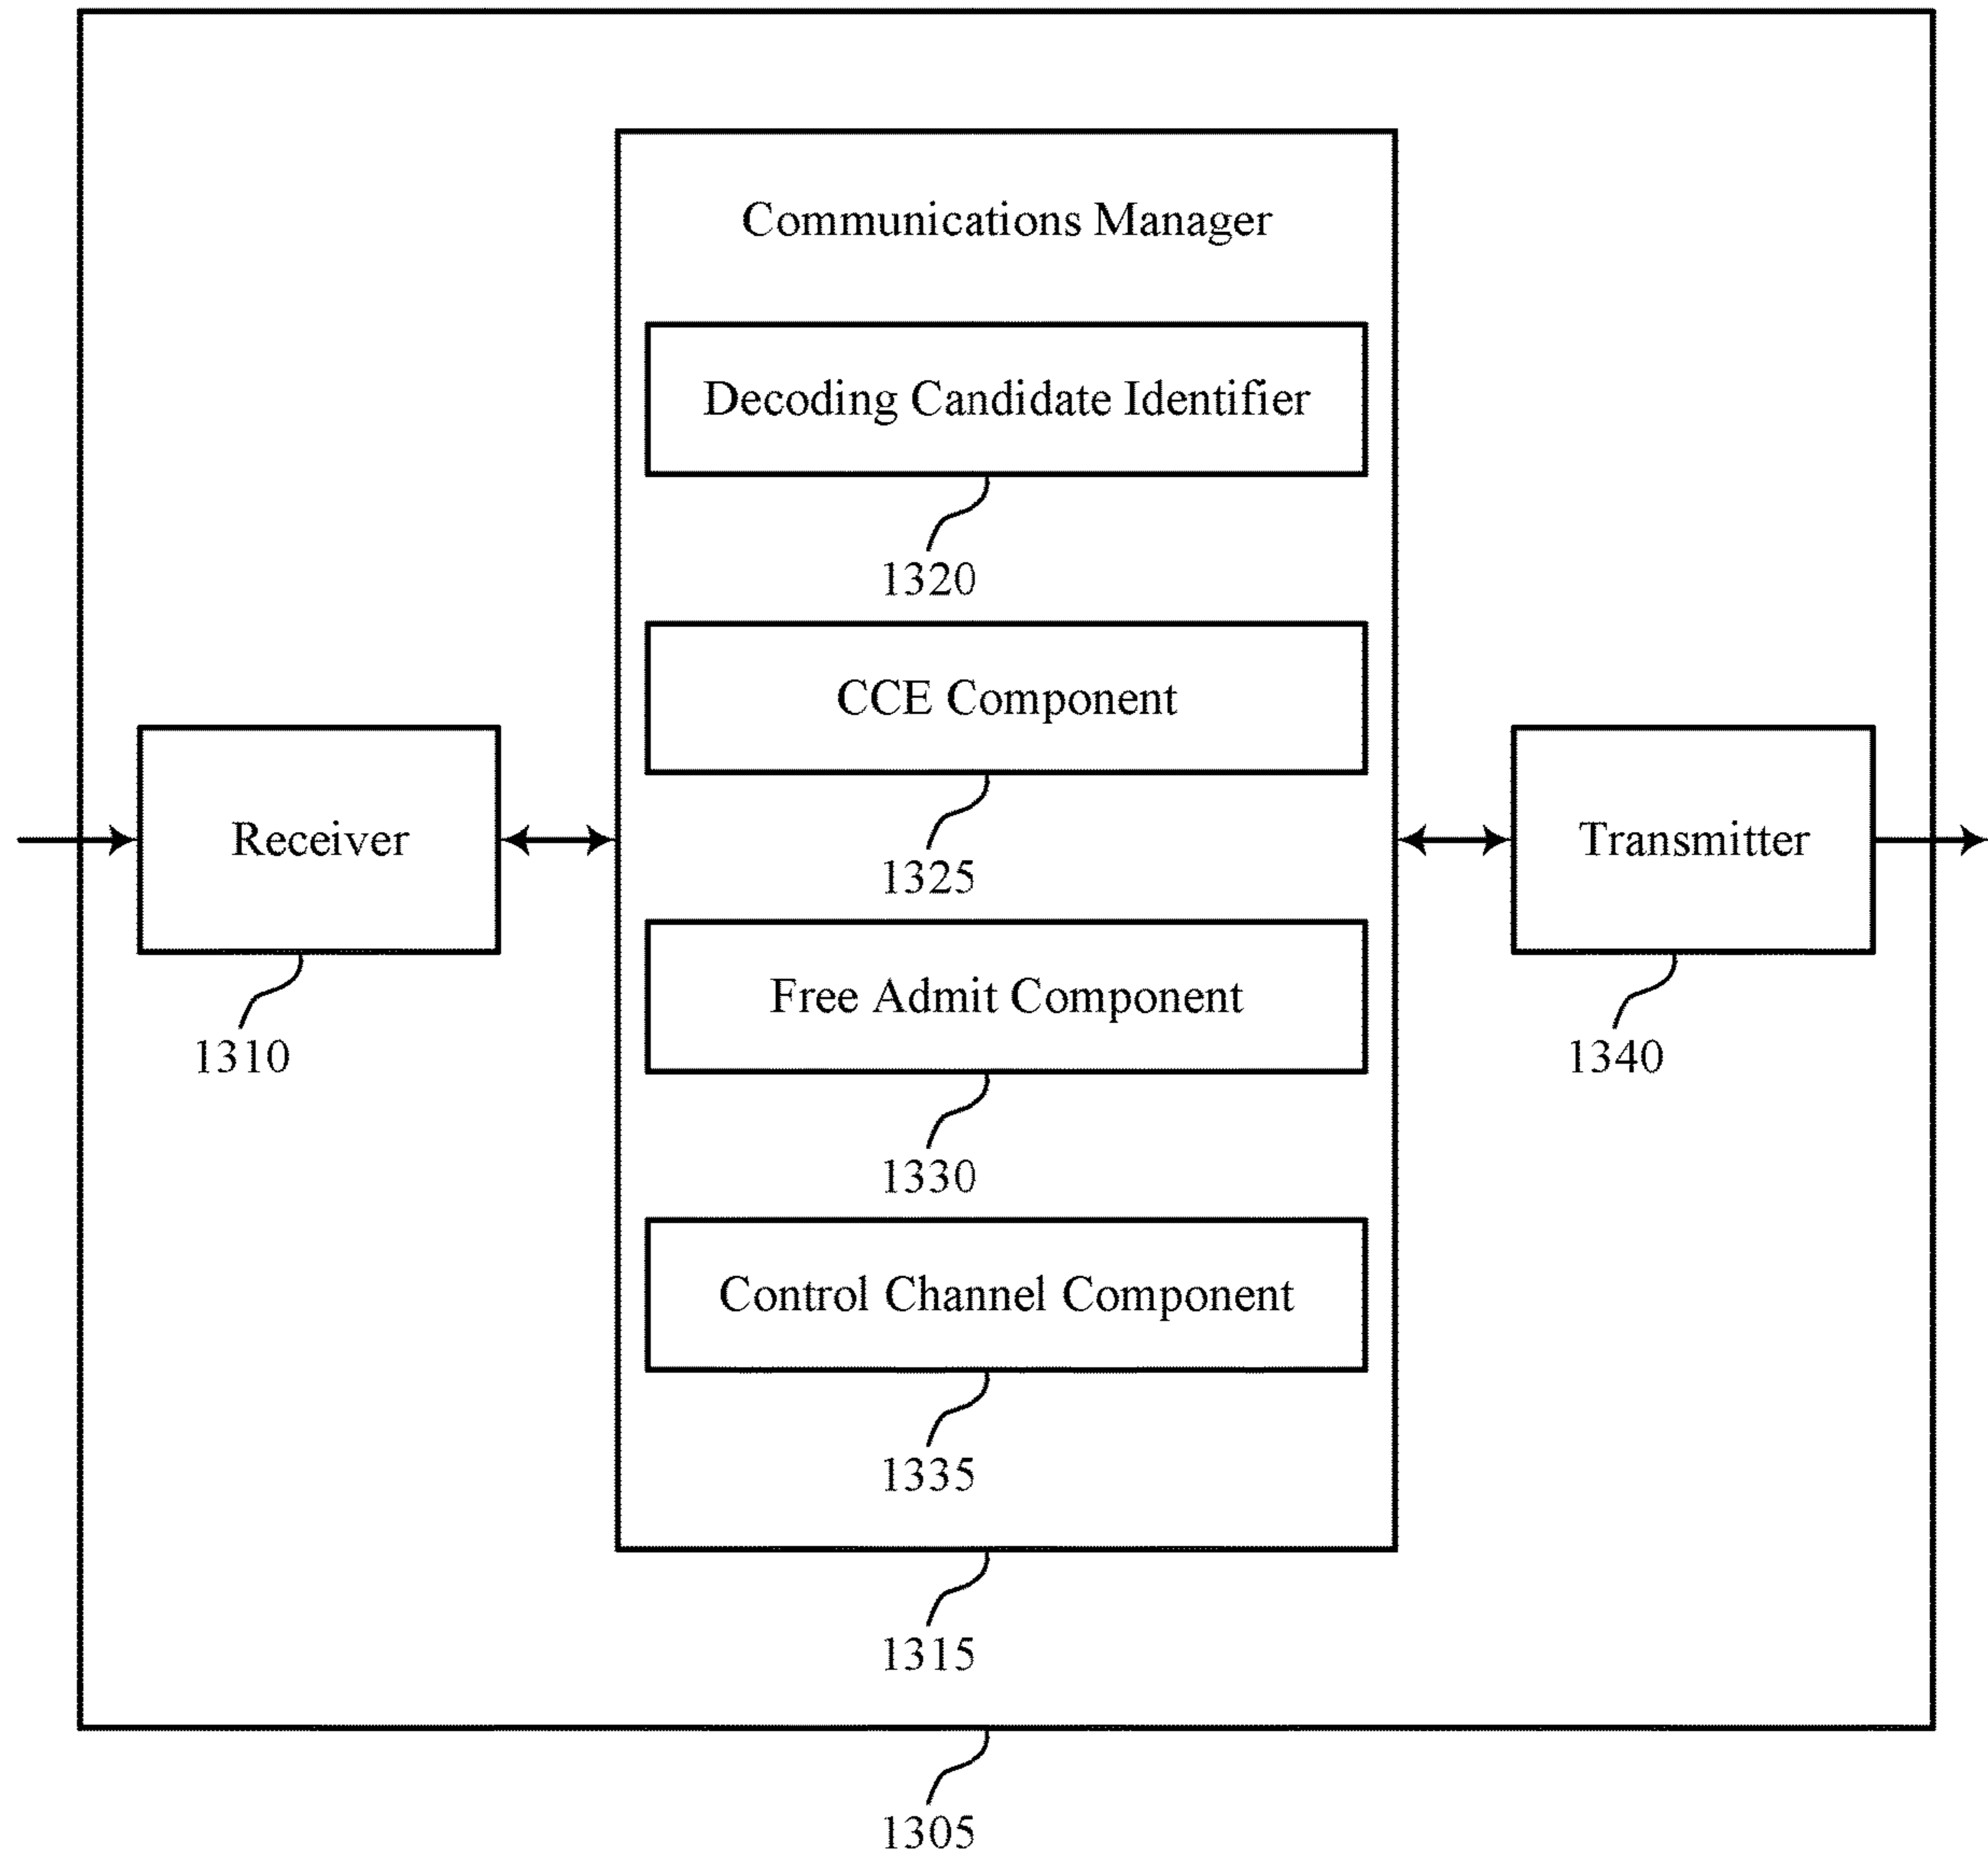 Communications Manager
Decoding Candidate Identifier
1320
CCE Component
1325
Receiver
1310
Transmitter
1340
Free Admit Component
1330
Control Channel Component
1335
1315
1305